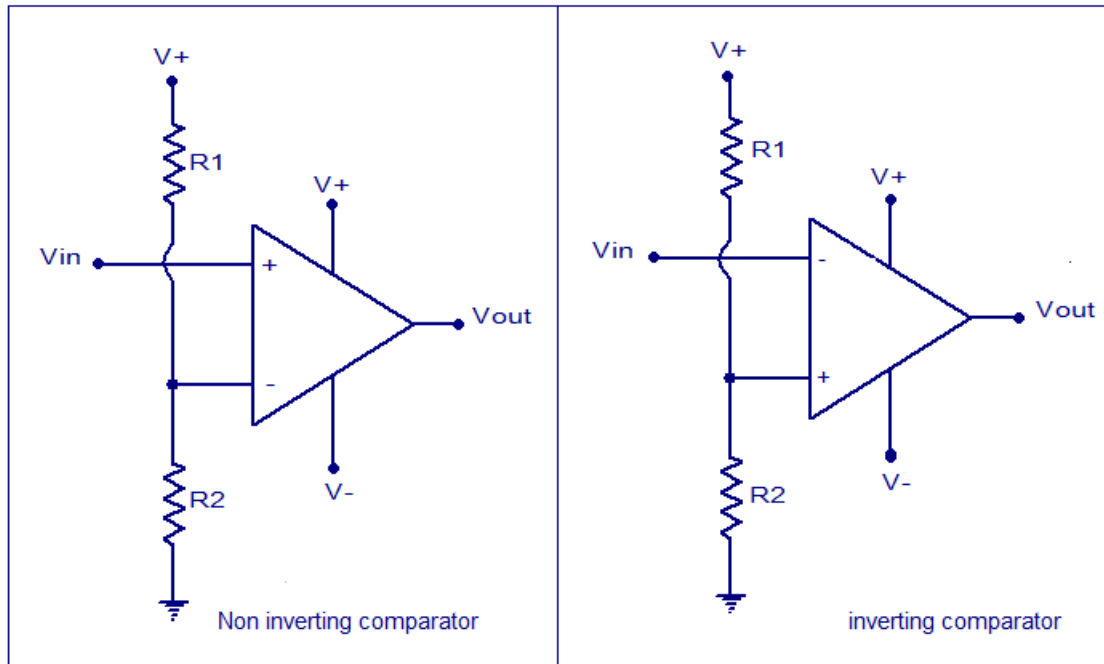 V+
R1
V+
Vin
+
Vout
-
R2
V-
Non inverting comparator
V+
R1
V+
Vin
-
Vout
+
R2
V-
inverting comparator